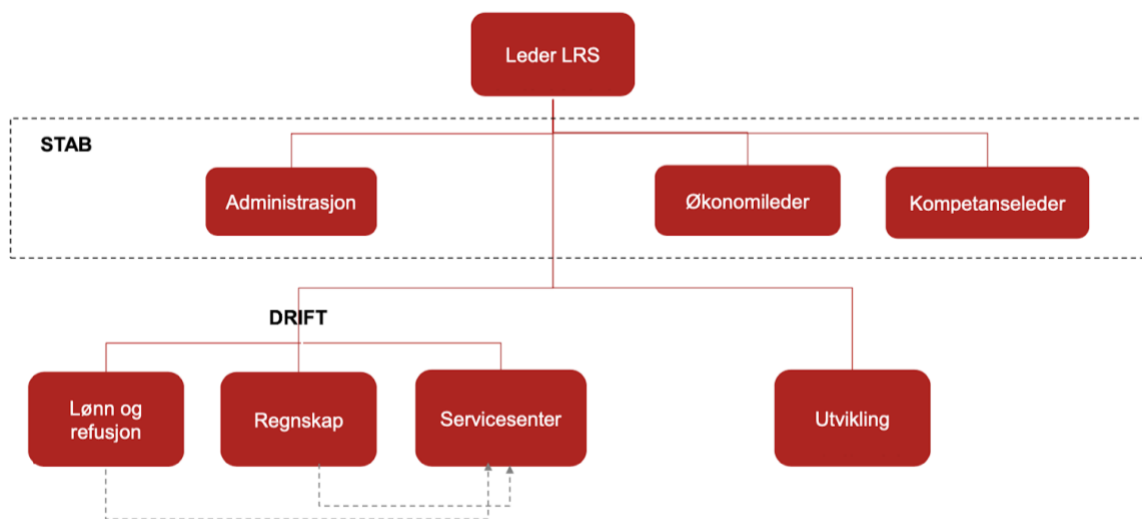 Leder LRS
STAB
Administrasjon
Økonomileder
Kompetanseleder
DRIFT
Lønn og
refusjon
Regnskap
Servicesenter
Utvikling